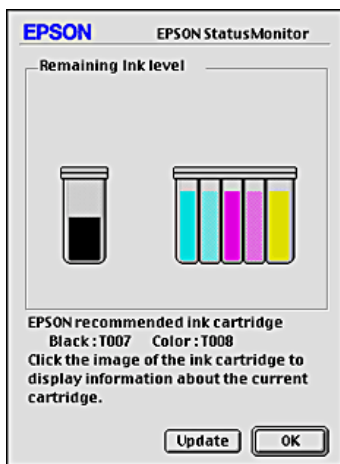 EPSON EPSON StatusMonitor
Remaining Ink level
EPSON recommended ink cartridge
Black : T007 Color : T008
Click the image of the ink cartridge to
display information about the current
cartridge.
Update OK